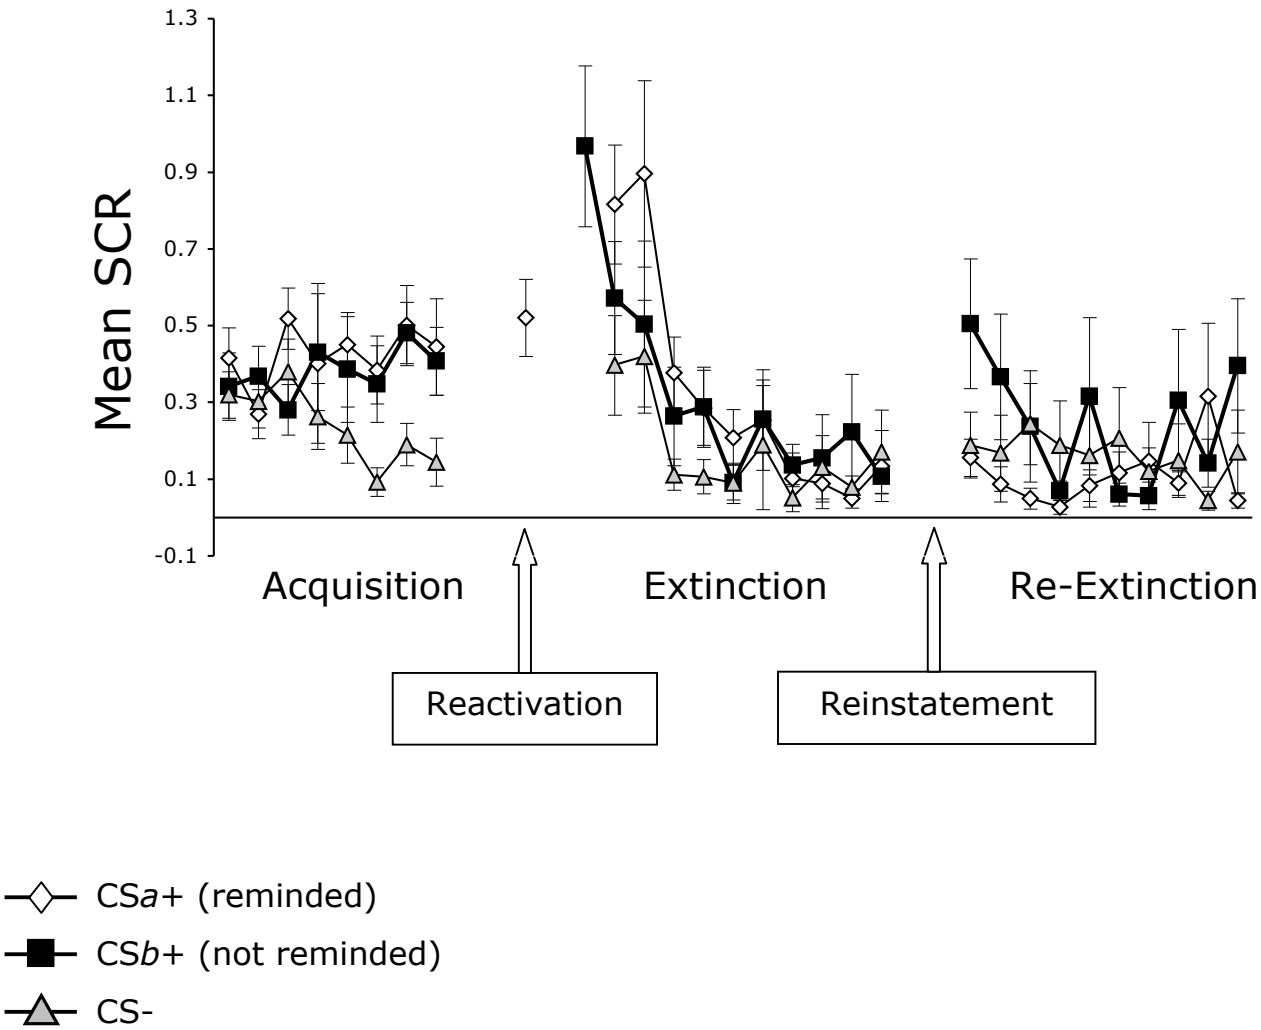 1.3
1.1
0.9
0.7
0.5
0.3
0.1
-0.1
Mean SCR
Acquisition
Extinction
Re-Extinction
Reactivation
Reinstatement
CSa+ (reminded)
CSb+ (not reminded)
CS-